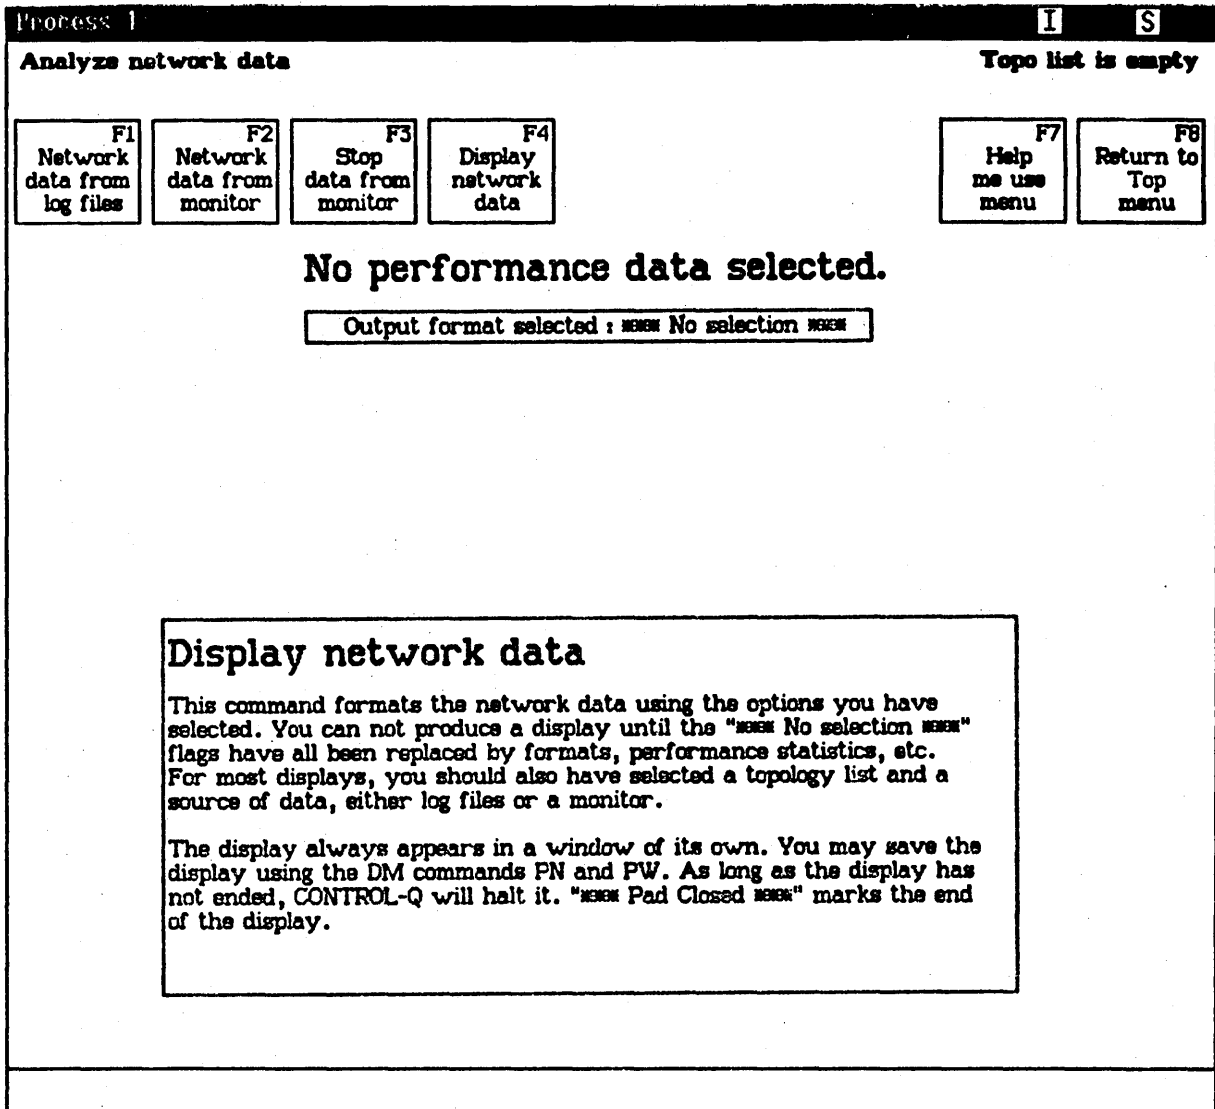 Process 1
I S
Analyze network data
Topo list is empty
F1
Network
data from
log files
F2
Network
data from
monitor
F3
Stop
data from
monitor
F4
Display
network
data
F7
Help
me use
menu
F8
Return to
Top
menu
No performance data selected.
Output format selected : **** No selection ****
Display network data
This command formats the network data using the options you have
selected. You can not produce a display until the "**** No selection ****"
flags have all been replaced by formats, performance statistics, etc.
For most displays, you should also have selected a topology list and a
source of data, either log files or a monitor.
The display always appears in a window of its own. You may save the
display using the DM commands PN and PW. As long as the display has
not ended, CONTROL-Q will halt it. "**** Pad Closed ****" marks the end
of the display.